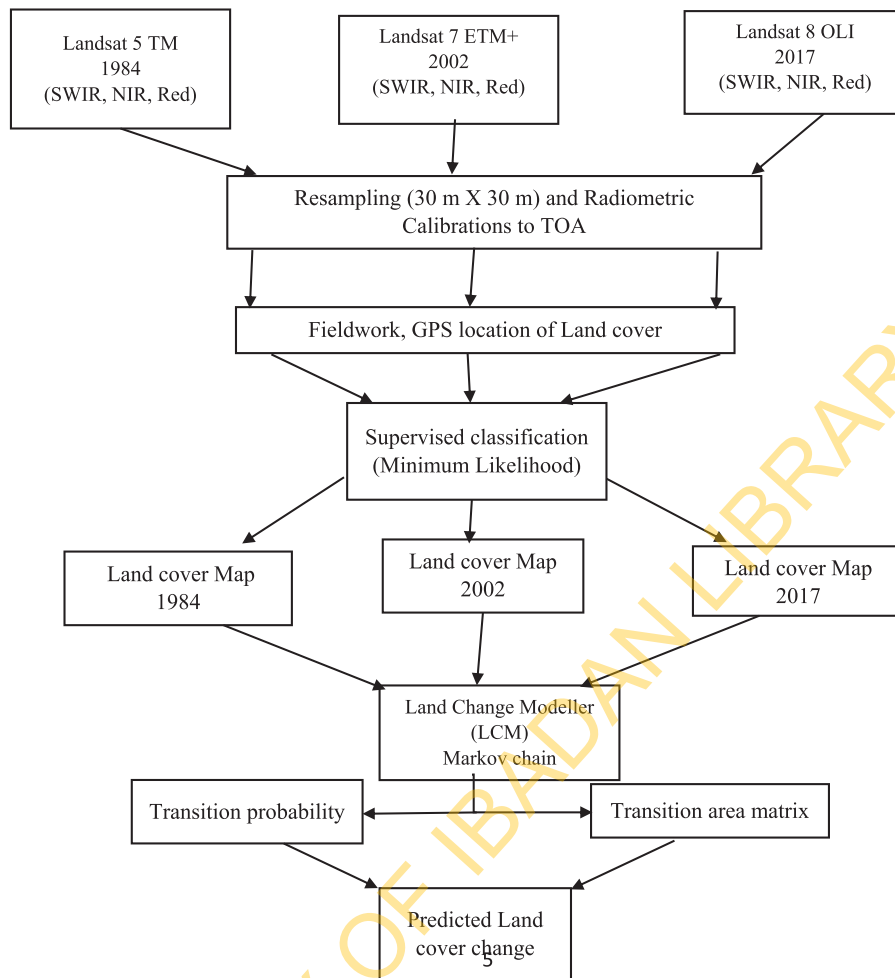 Landsat 5 TM
1984
(SWIR, NIR, Red)
Landsat 7 ETM+
2002
(SWIR, NIR, Red)
Landsat 8 OLI
2017
(SWIR, NIR, Red)
Resampling (30 m X 30 m) and Radiometric
Calibrations to TOA
Fieldwork, GPS location of Land cover
Supervised classification
(Minimum Likelihood)
Land cover Map
1984
Land cover Map
2002
Land cover Map
2017
Land Change Modeller
(LCM)
Markov chain
Transition probability
Transition area matrix
Predicted Land
cover change
5
OF IBADAN LIBRARY